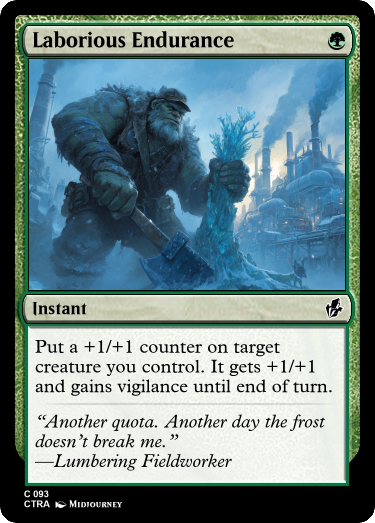 Laborious Endurance
Instant
Put a +1/+1 counter on target
creature you control. It gets +1/+1
and gains vigilance until end of turn.
“Another quota. Another day the frost
doesn’t break me.”
—Lumbering Fieldworker
C 093
CTRA Midjourney